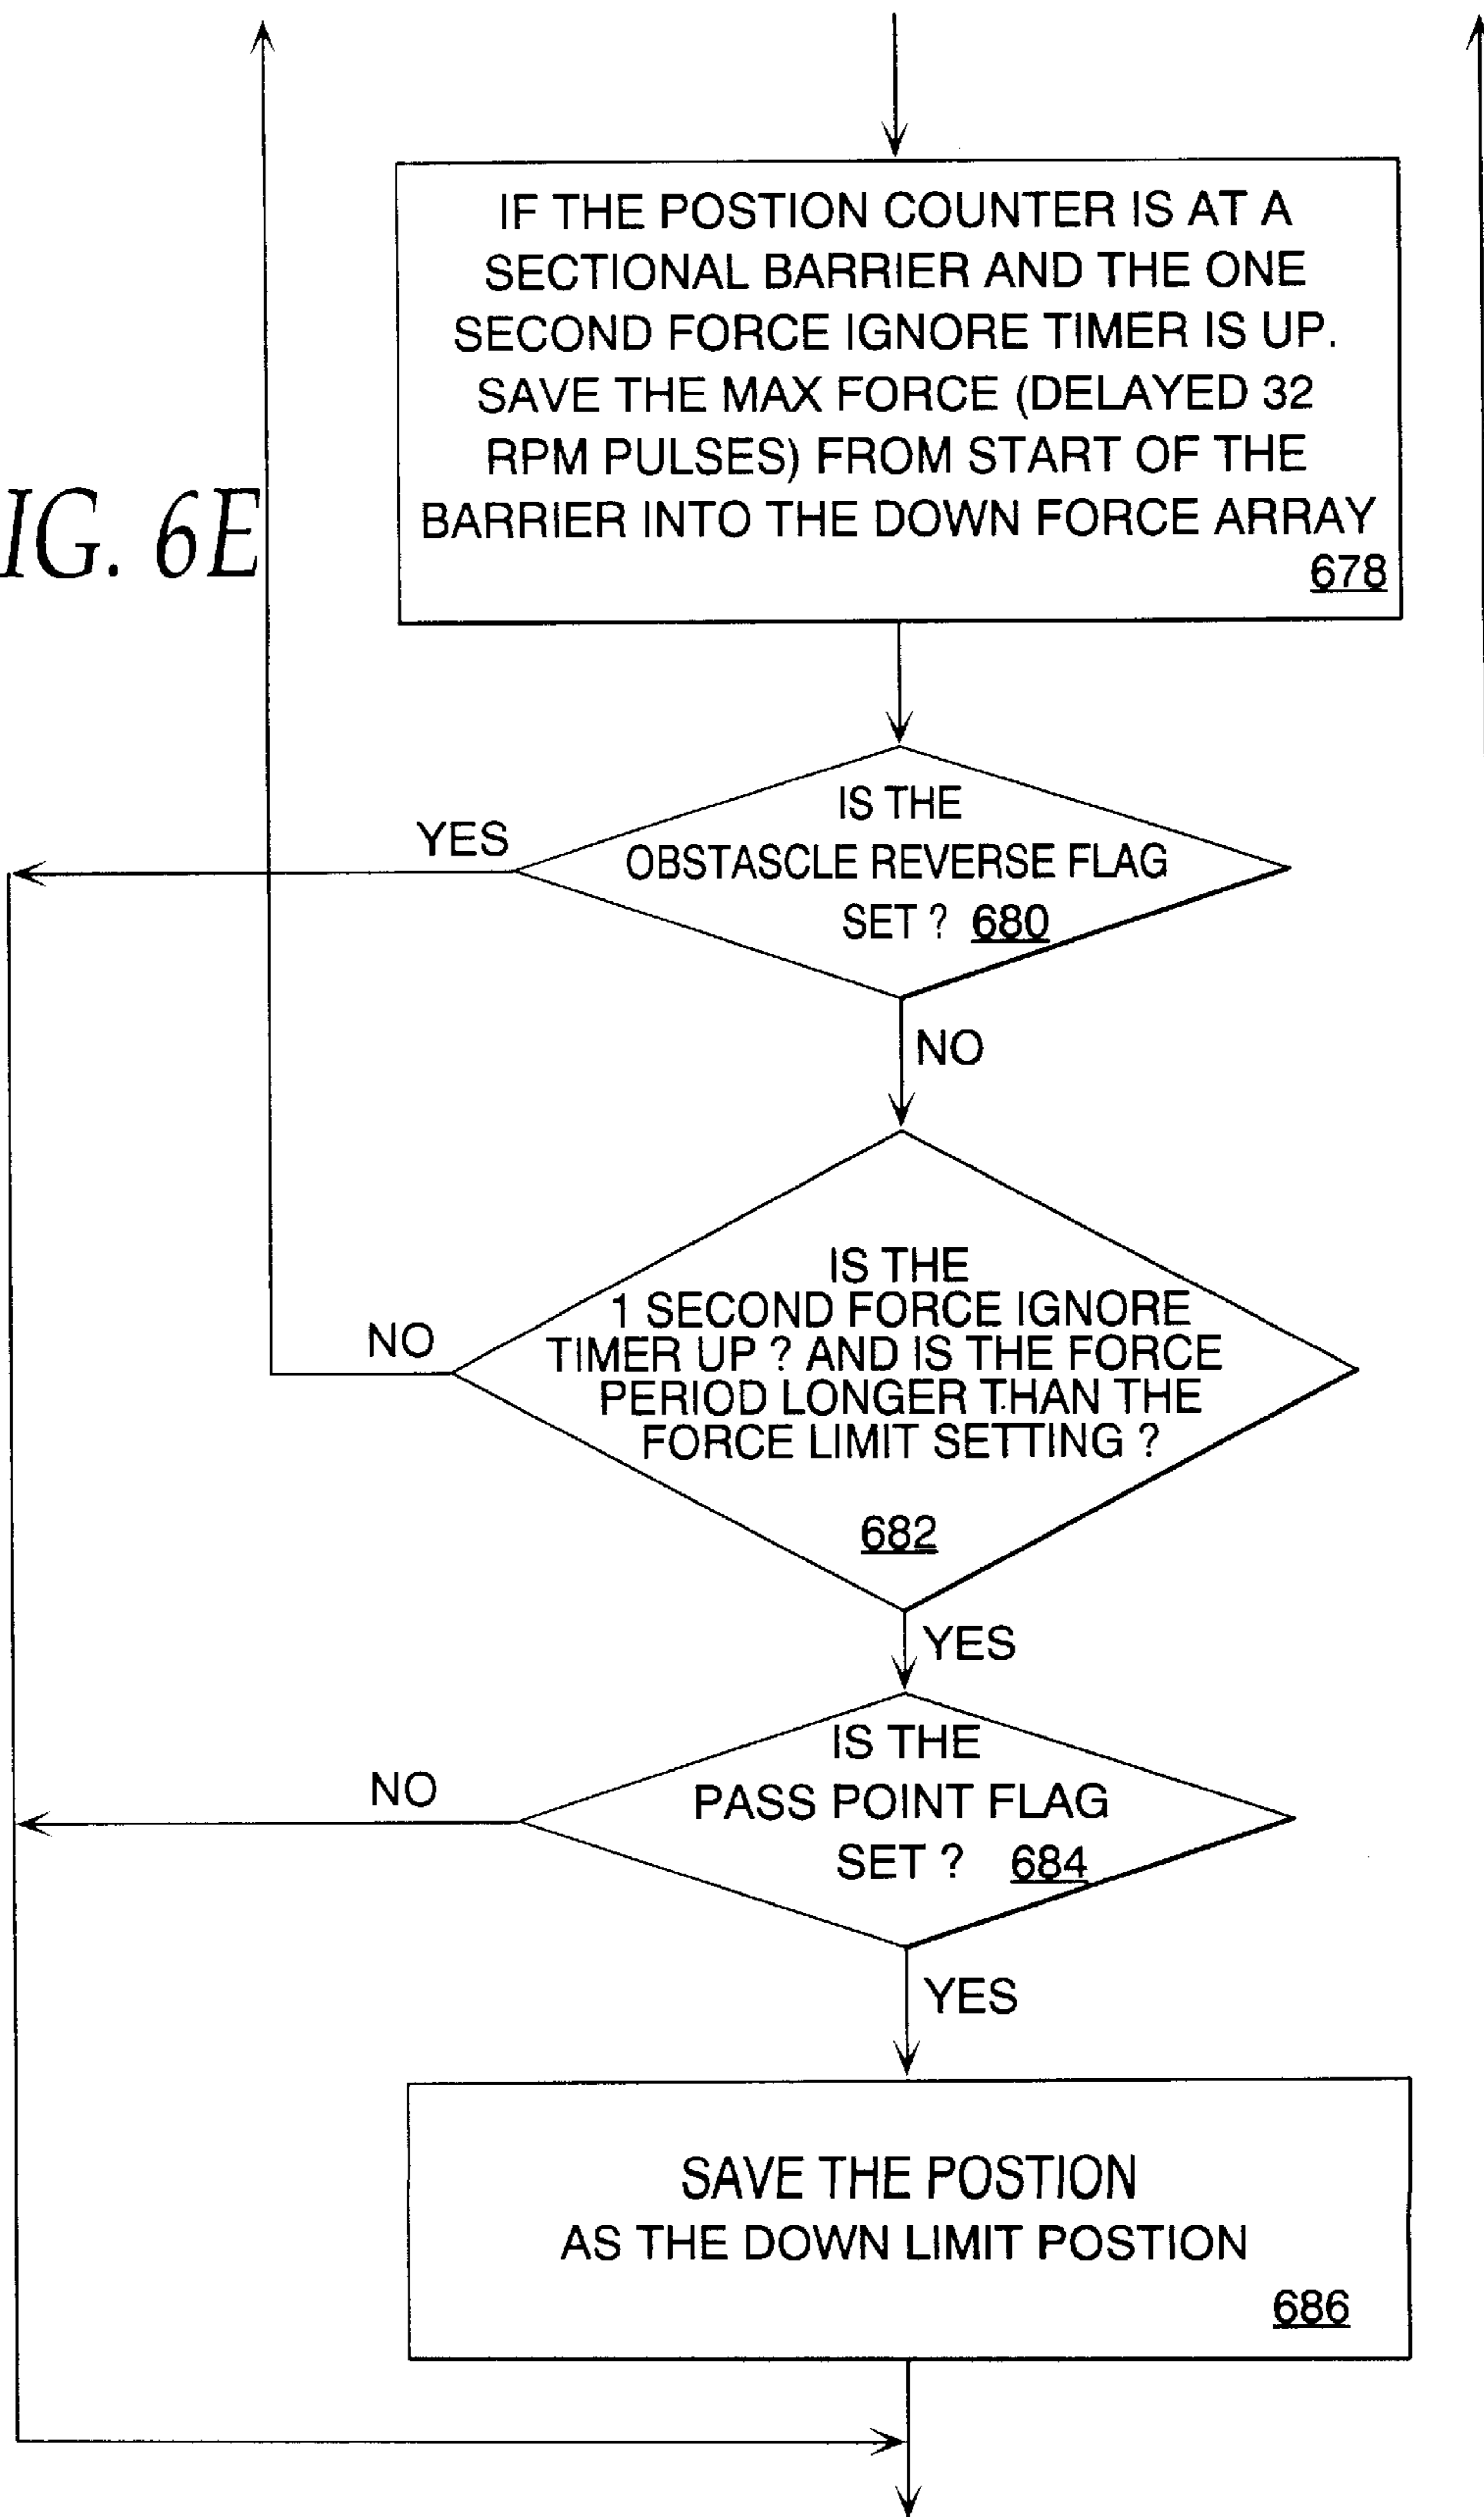 IF THE POSTION COUNTER IS AT A
SECTIONAL BARRIER AND THE ONE
SECOND FORCE IGNORE TIMER IS UP.
SAVE THE MAX FORCE (DELAYED 32
RPM PULSES) FROM START OF THE
BARRIER INTO THE DOWN FORCE ARRAY
678
IG. 6E
IS THE
OBSTASCLE REVERSE FLAG
SET ? 680
YES
NO
IS THE
1 SECOND FORCE IGNORE
TIMER UP ? AND IS THE FORCE
PERIOD LONGER THAN THE
FORCE LIMIT SETTING ?
682
NO
YES
IS THE
PASS POINT FLAG
SET ? 684
NO
YES
SAVE THE POSTION
AS THE DOWN LIMIT POSTION
686